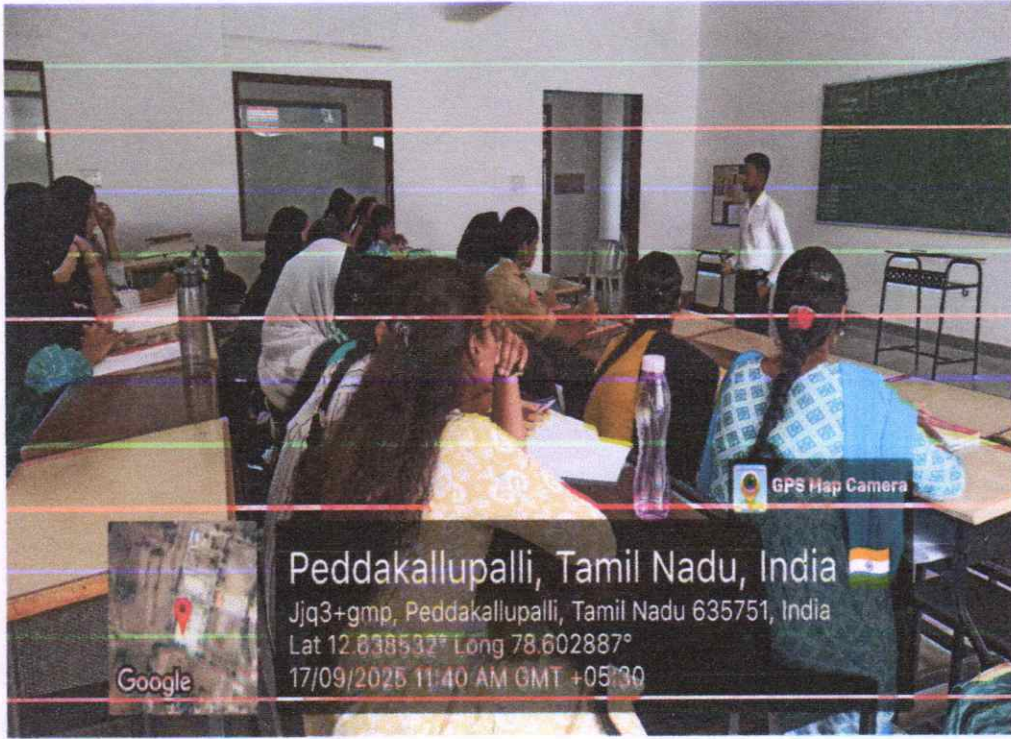 GPS Map Camera
Peddakallupalli, Tamil Nadu, India
Jjq3+gmp, Peddakallupalli, Tamil Nadu 635751, India
Lat 12.838532° Long 78.602887°
17/09/2025 11:40 AM GMT +05:30
Google